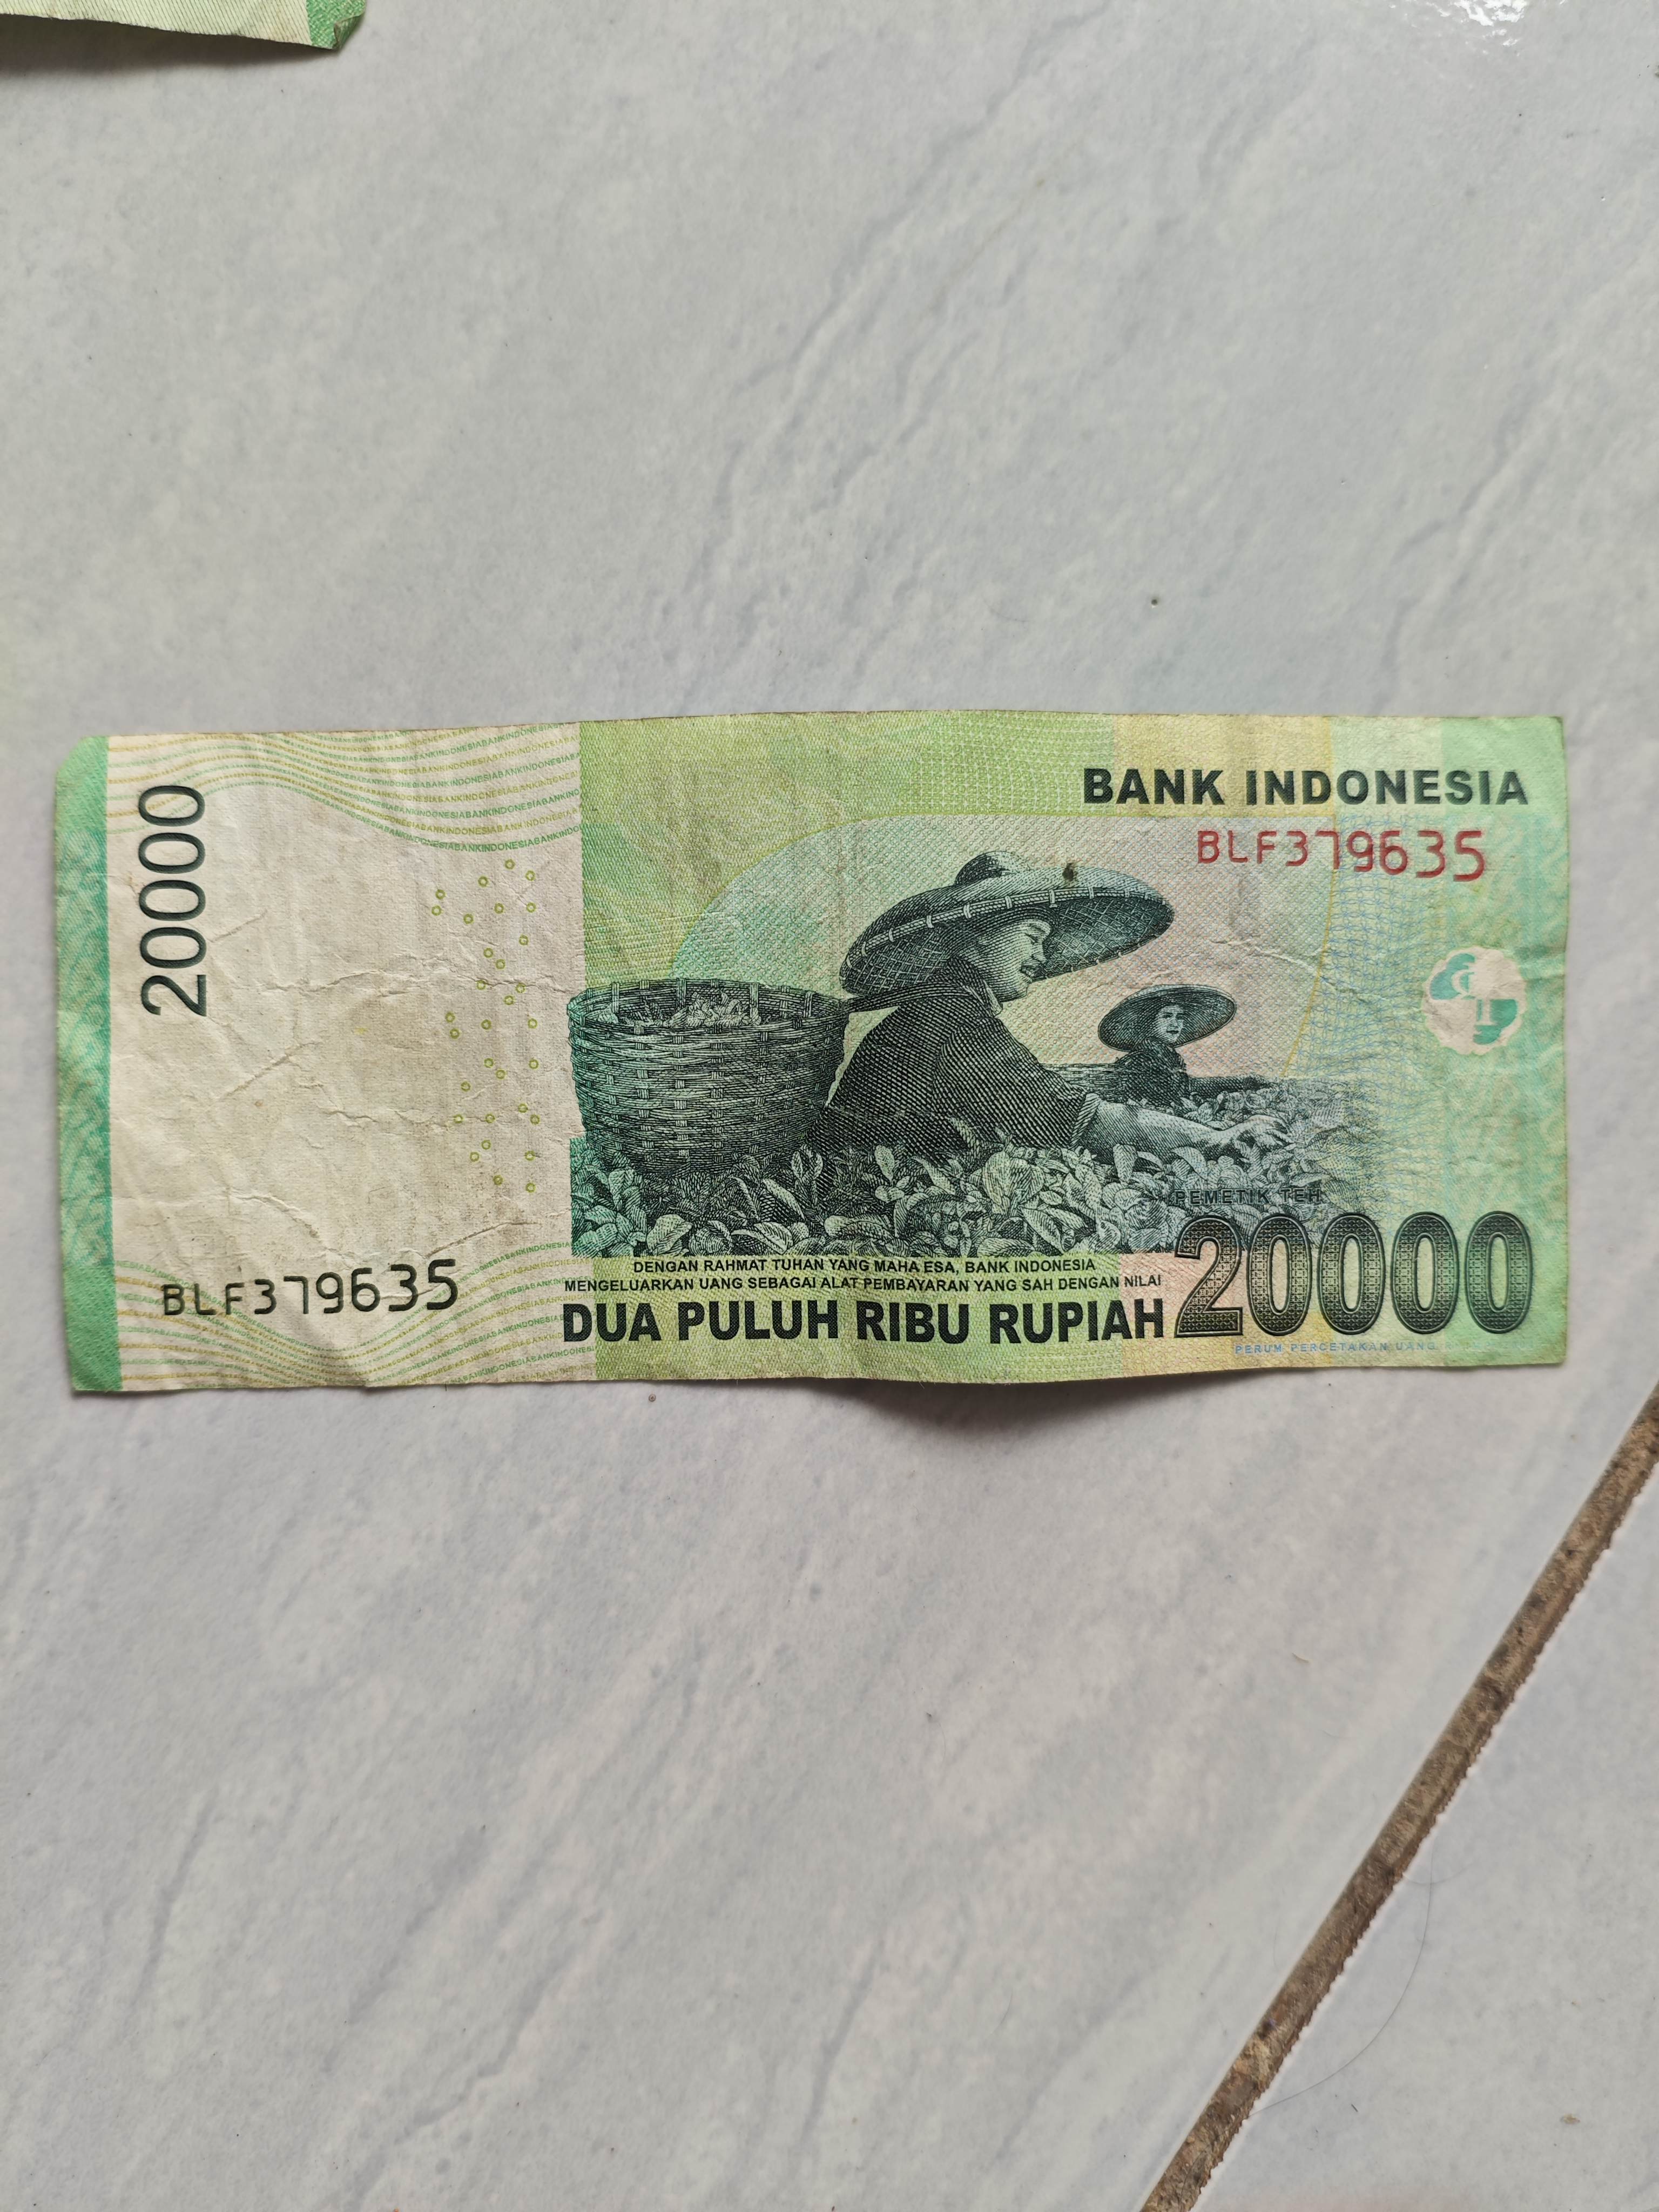 20000
BANK INDONESIA
BLF379635
PEMETIK TEH
BLF379635
DENGAN RAHMAT TUHAN YANG MAHA ESA, BANK INDONESIA
MENGELUARKAN UANG SEBAGAI ALAT PEMBAYARAN YANG SAH DENGAN NILAI
DUA PULUH RIBU RUPIAH
20000
PERUM PERCETAKAN UANG